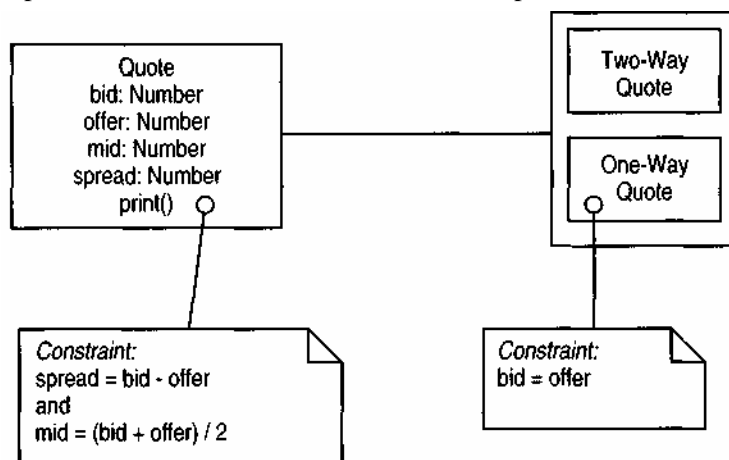 Quote
bid: Number
offer: Number
mid: Number
spread: Number
print()
Two-Way
Quote
One-Way
Quote
Constraint:
spread = bid - offer
and
mid = (bid + offer) / 2
Constraint:
bid = offer